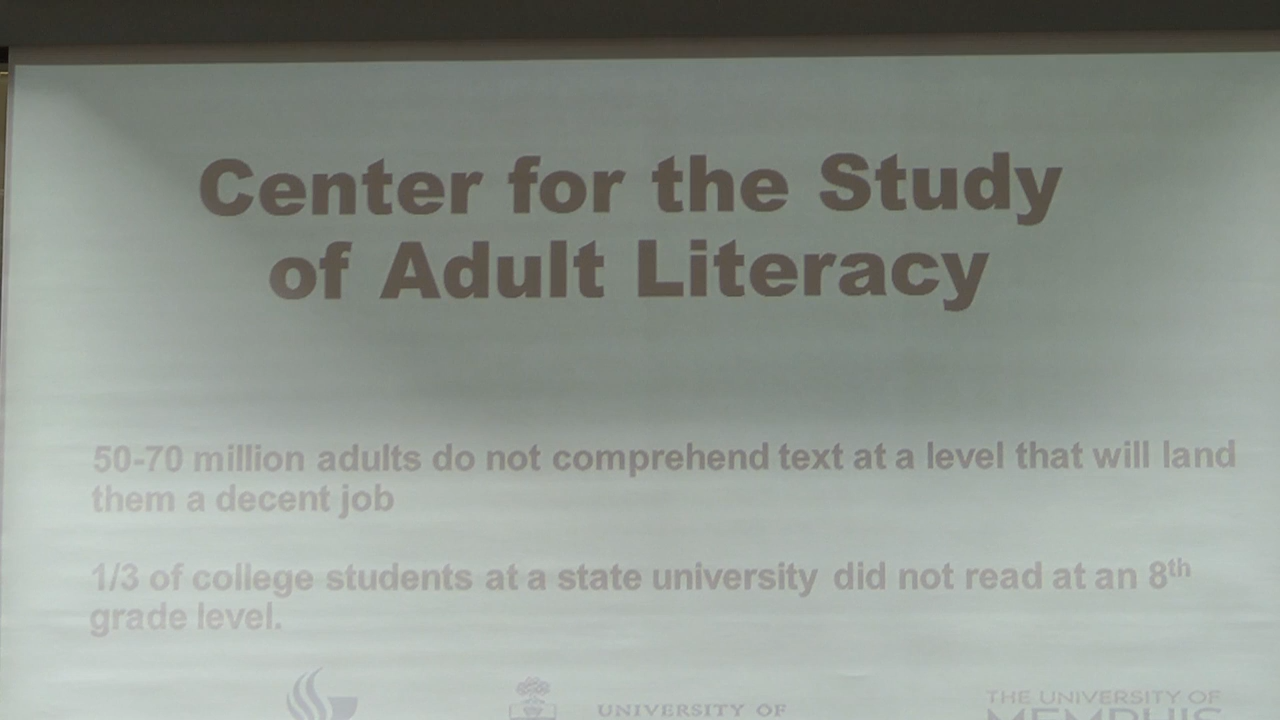 Center for the Study
of Adult Literacy
50-70 million adults do not comprehend text at a level that will land
them a decent job
1/3 of college students at a state university did not read at an 8th
grade level.
UNIVERSITY OF
THE UNIVERSITY OF
MEMPHIS